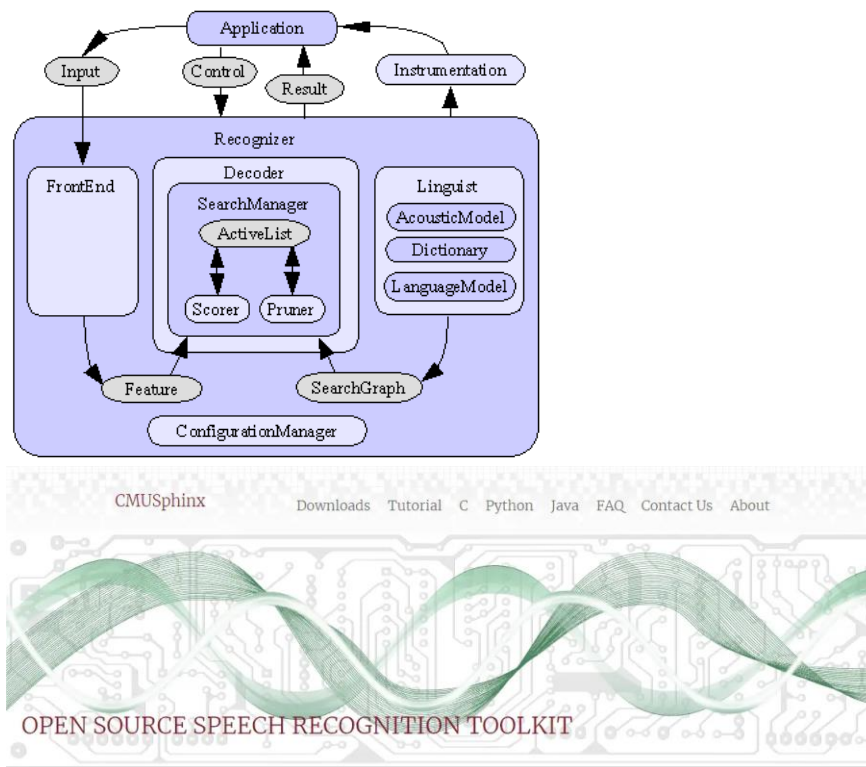 Application
Input
Control
Result
Instrumentation
Recognizer
FrontEnd
Decoder
SearchManager
ActiveList
Scorer
Pruner
Linguist
AcousticModel
Dictionary
LanguageModel
Feature
SearchGraph
ConfigurationManager
CMUSphinx Downloads Tutorial C Python Java FAQ Contact Us About
OPEN SOURCE SPEECH RECOGNITION TOOLKIT